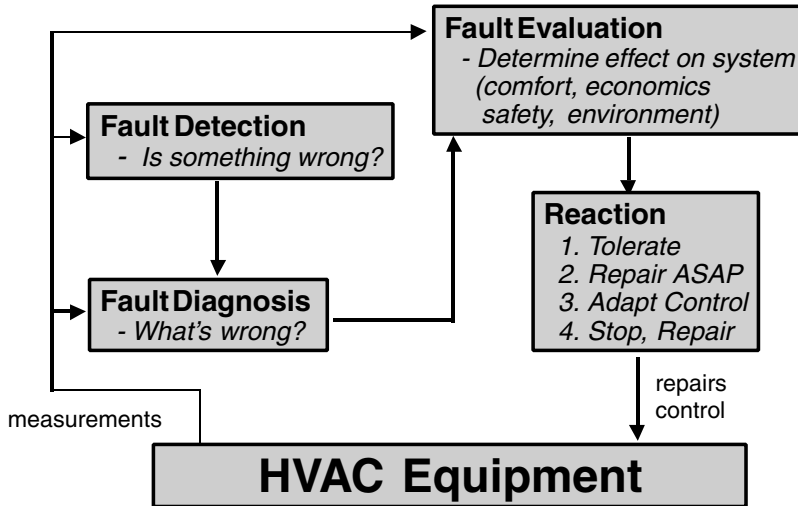 Fault Evaluation
- Determine effect on system
(comfort, economics
safety, environment)
Fault Detection
- Is something wrong?
Fault Diagnosis
- What's wrong?
Reaction
1. Tolerate
2. Repair ASAP
3. Adapt Control
4. Stop, Repair
repairs
control
measurements
HVAC Equipment